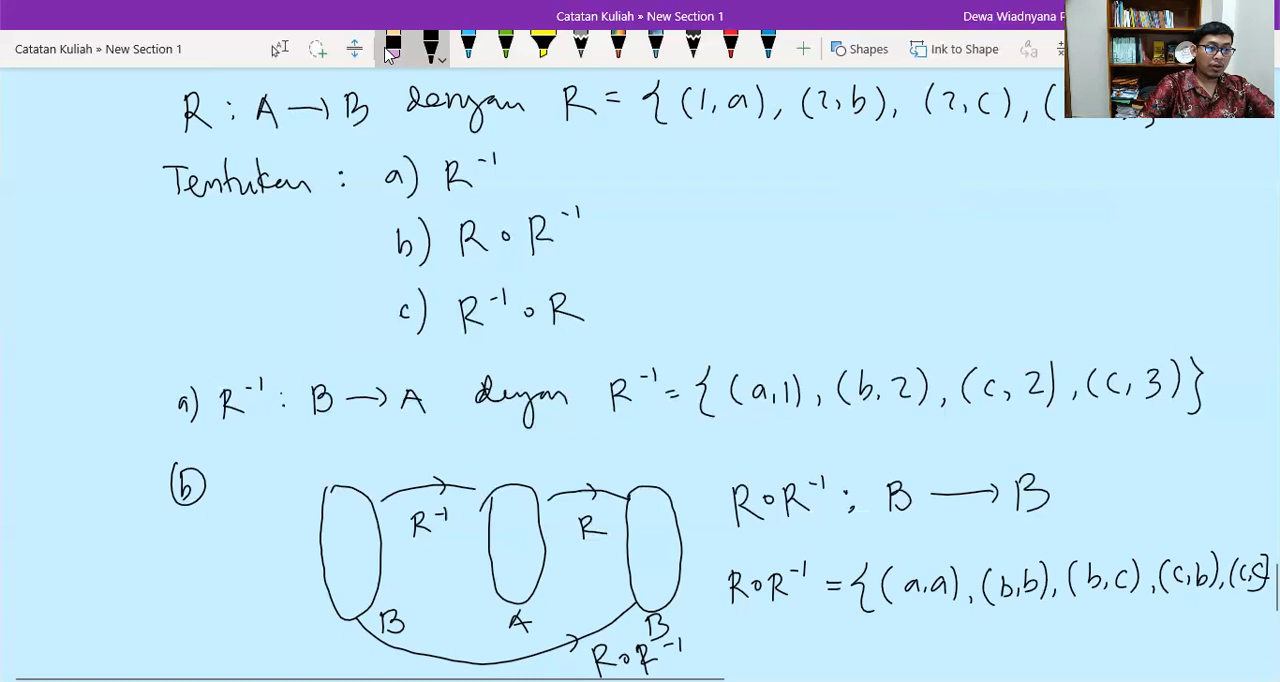 Catatan Kuliah » New Section 1
Dewa Wiadnyana
Catatan Kuliah » New Section 1
Shapes
Ink to Shape
R : A → B dengan R = {(1,a), (2,b), (2,c), (
Tentukan : a) R⁻¹
b) R ∘ R⁻¹
c) R⁻¹ ∘ R
a) R⁻¹ : B → A dengan R⁻¹ = {(a,1), (b,2), (c,2), (c,3)}
b
R⁻¹
R
R∘R⁻¹ : B → B
R∘R⁻¹ = {(a,a), (b,b), (b,c), (c,b), (c,c)}
B
A
B
R∘R⁻¹